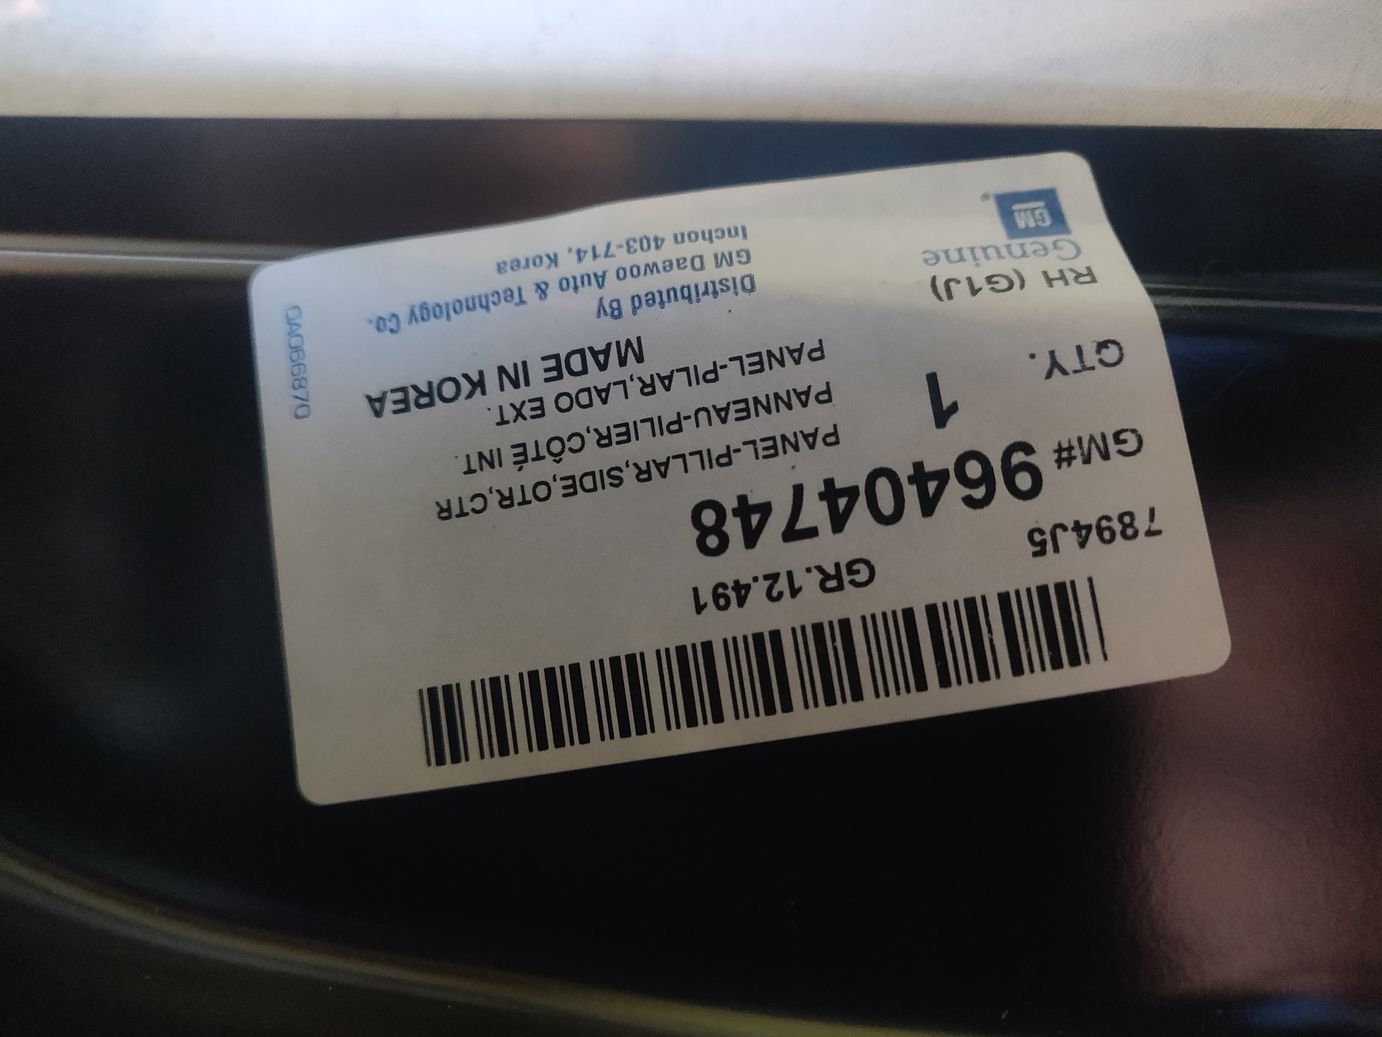 7894J5 GR.12.491
GM# 96404748
PANEL-PILLAR,SIDE,OTR,CTR
PANNEAU-PILIER,CÔTÉ INT.
PANEL-PILAR,LADO EXT.
QTY. 1
MADE IN KOREA
RH (G1J)
Genuine
GM
Distributed By
GM Daewoo Auto & Technology Co.
Inchon 403-714, Korea
OA066870